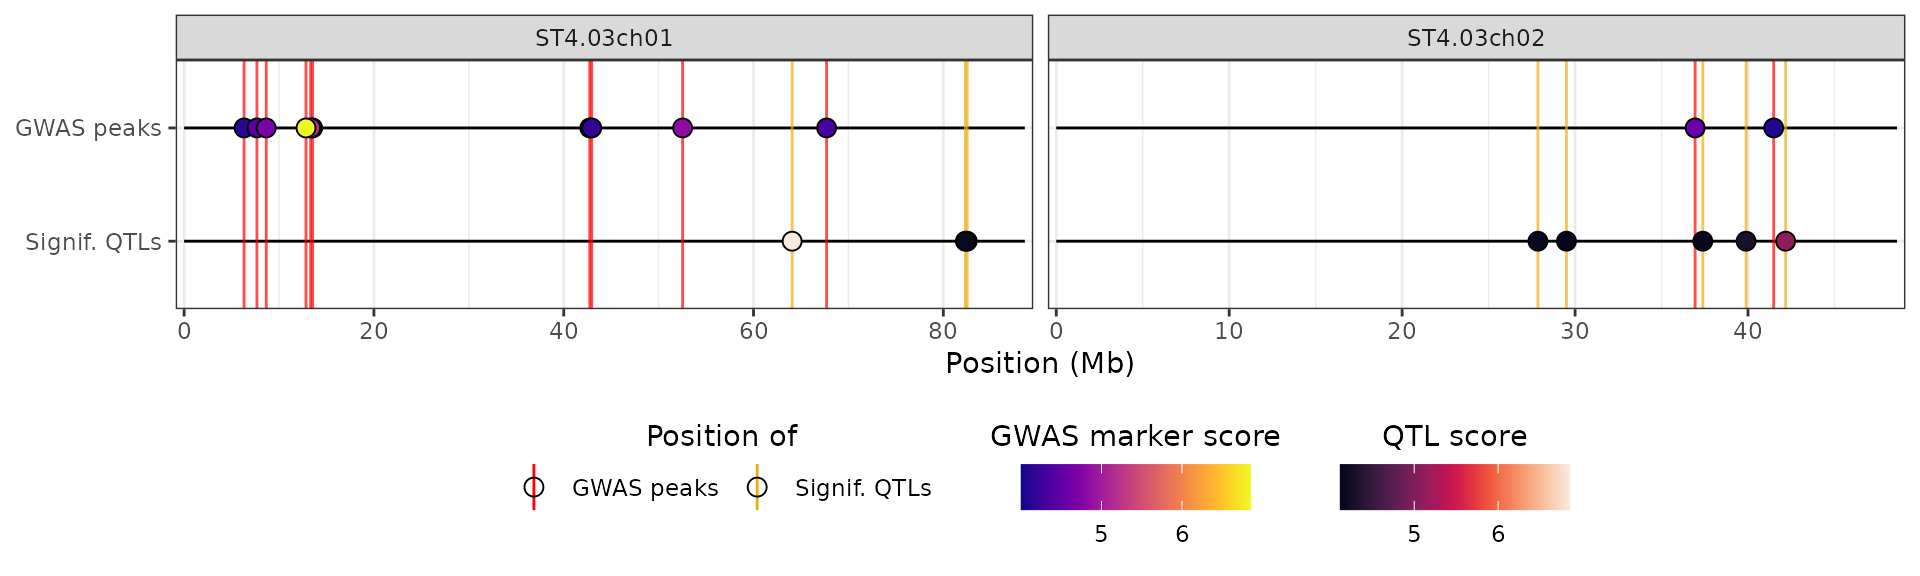 ST4.03ch01 ST4.03ch02
GWAS peaks
Signif. QTLs
0 20 40 60 80 0 10 20 30 40
Position (Mb)
Position of GWAS marker score QTL score
GWAS peaks Signif. QTLs
5 6 5 6